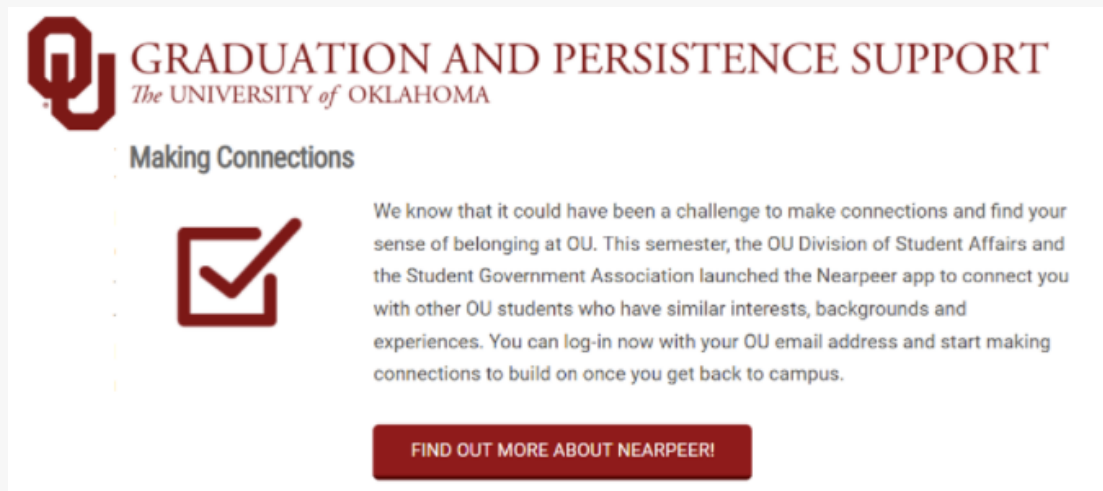 OU
GRADUATION AND PERSISTENCE SUPPORT
The UNIVERSITY of OKLAHOMA
Making Connections
We know that it could have been a challenge to make connections and find your
sense of belonging at OU. This semester, the OU Division of Student Affairs and
the Student Government Association launched the Nearpeer app to connect you
with other OU students who have similar interests, backgrounds and
experiences. You can log-in now with your OU email address and start making
connections to build on once you get back to campus.
FIND OUT MORE ABOUT NEARPEER!